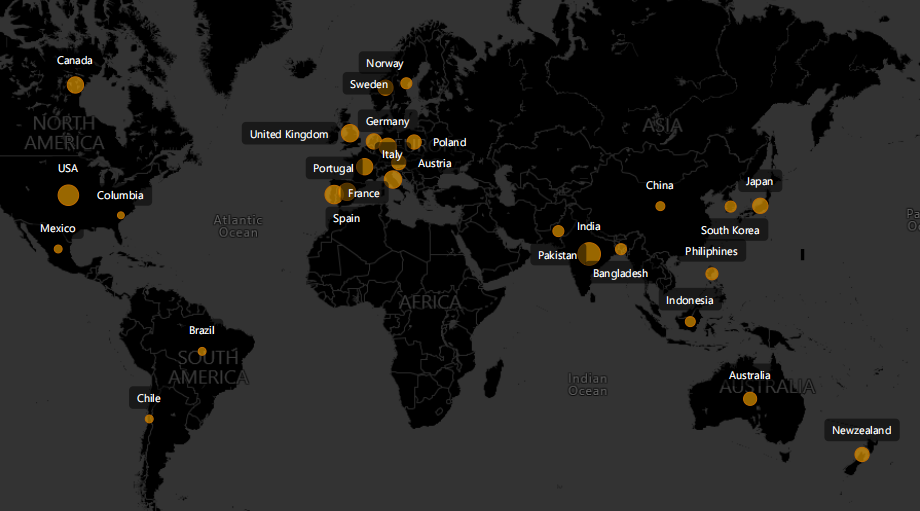 Canada
Norway
Sweden
Germany
NORTH
AMERICA
United Kingdom
Poland
ASIA
Italy
Portugal
Austria
USA
Columbia
France
China
Japan
Spain
Atlantic
Ocean
Mexico
India
South Korea
Pakistan
Philiphines
Bangladesh
AFRICA
Indonesia
Brazil
SOUTH
AMERICA
Indian
Ocean
Australia
AUSTRALIA
Chile
Newzealand